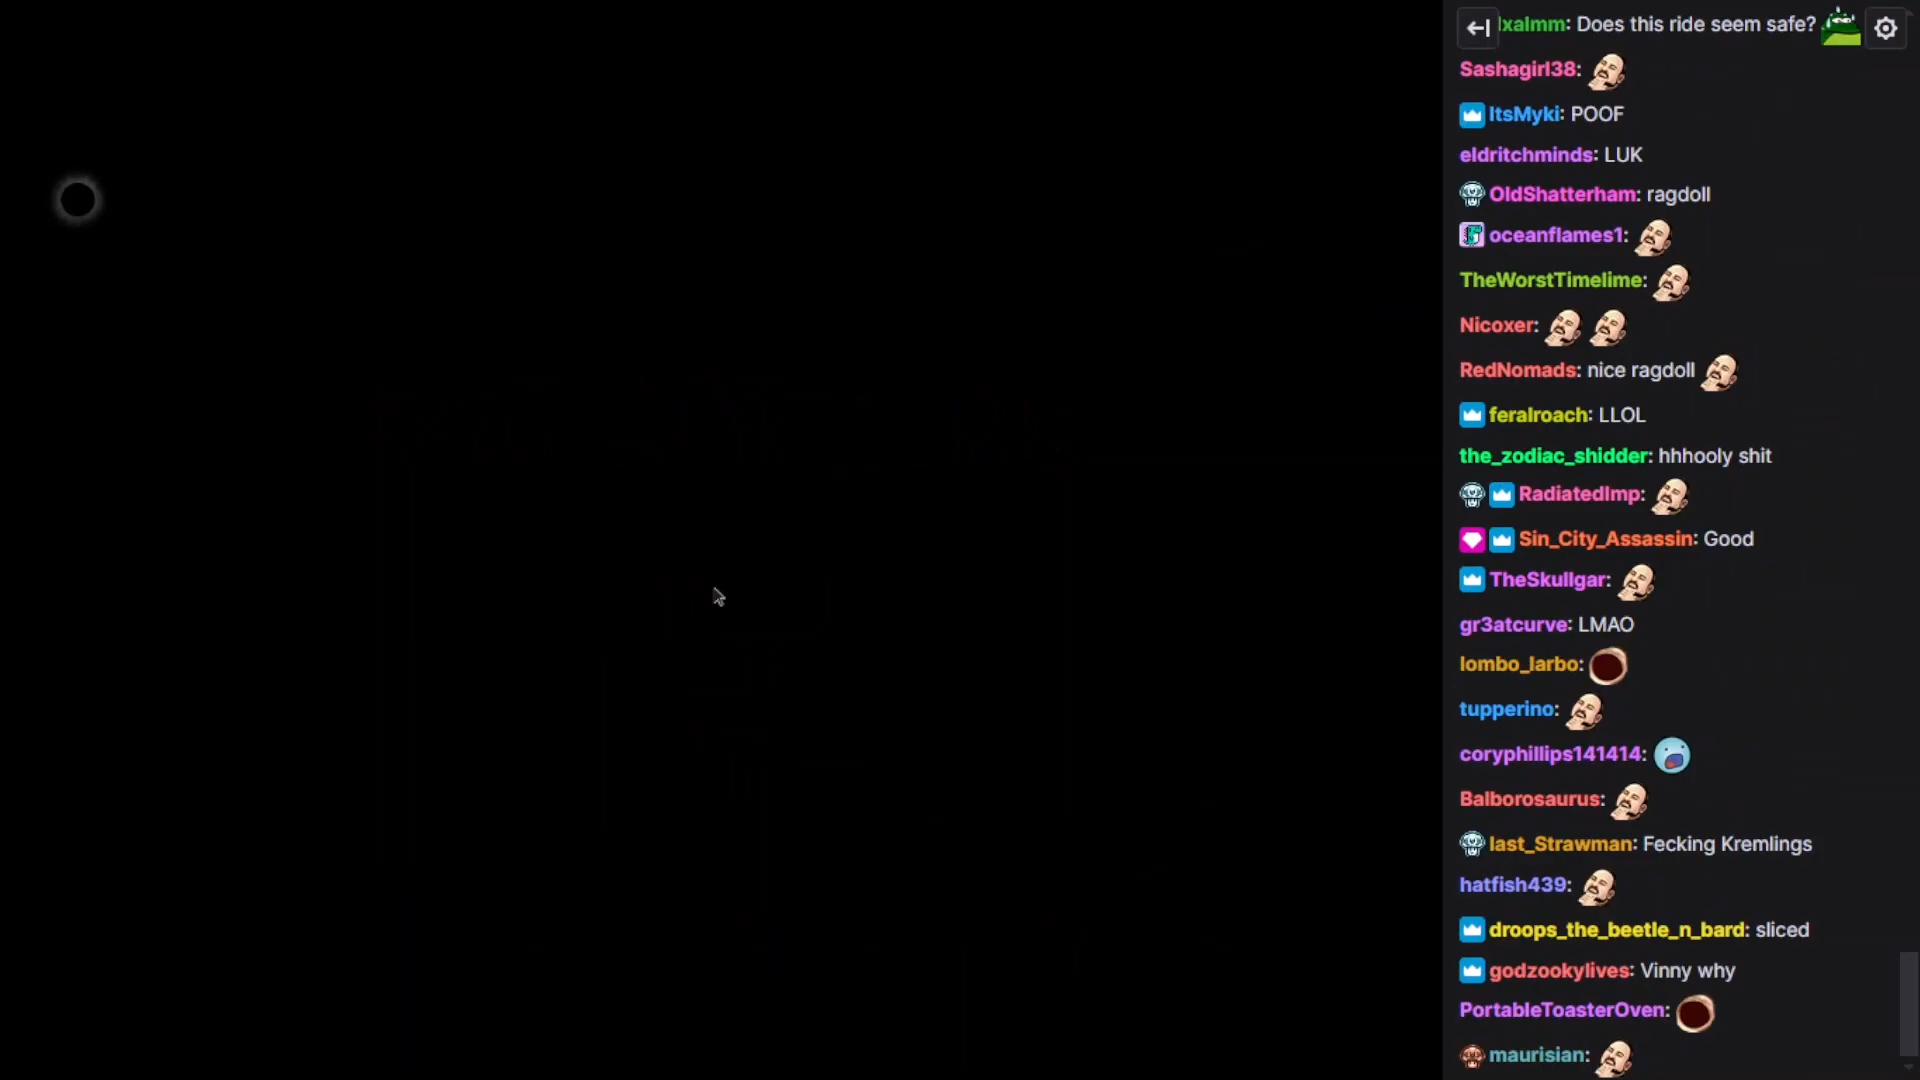 lxalmm: Does this ride seem safe?
Sashagirl38:
ItsMyki: POOF
eldritchminds: LUK
OldShatterham: ragdoll
oceanflames1:
TheWorstTimelime:
Nicoxer:
RedNomads: nice ragdoll
feralroach: LLOL
the_zodiac_shidder: hhhooly shit
RadiatedImp:
Sin_City_Assassin: Good
TheSkullgar:
gr3atcurve: LMAO
lombo_larbo:
tupperino:
coryphillips141414:
Balborosaurus:
last_Strawman: Fecking Kremlings
hatfish439:
droops_the_beetle_n_bard: sliced
godzookylives: Vinny why
PortableToasterOven:
maurisian: